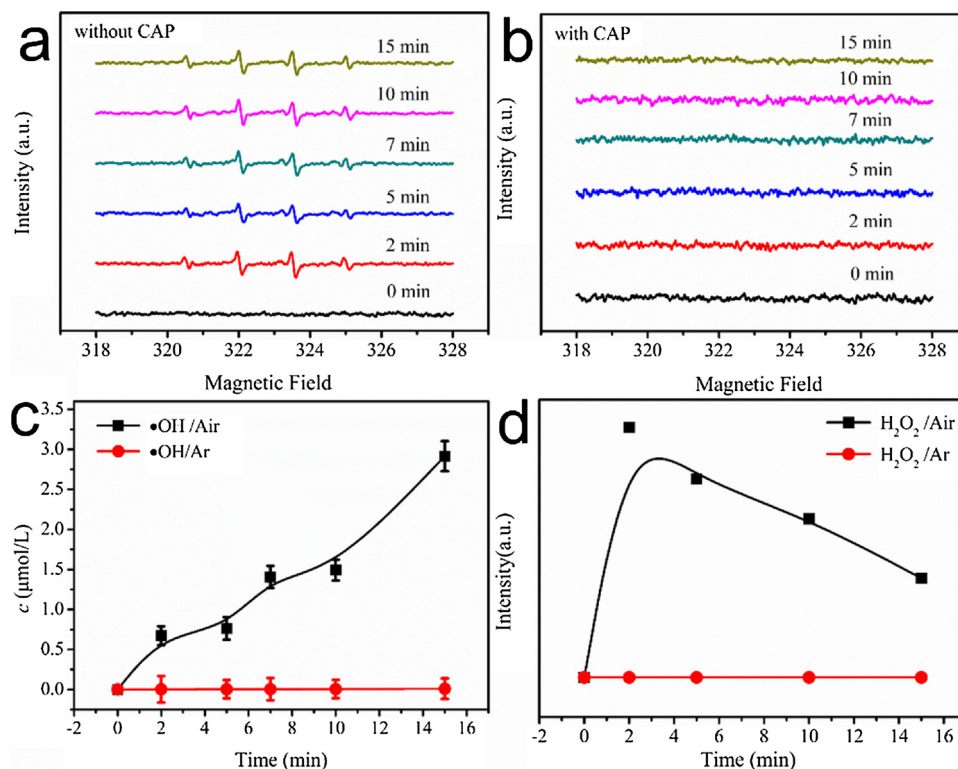 a
without CAP
15 min
10 min
7 min
5 min
2 min
0 min
Intensity (a.u.)
318 320 322 324 326 328
Magnetic Field
b
with CAP
15 min
10 min
7 min
5 min
2 min
0 min
Intensity (a.u.)
318 320 322 324 326 328
Magnetic Field
c
●OH /Air
●OH/Ar
3.5
3.0
2.5
2.0
1.5
1.0
0.5
0.0
c (μmol/L)
-2 0 2 4 6 8 10 12 14 16
Time (min)
d
H₂O₂ /Air
H₂O₂ /Ar
Intensity(a.u.)
-2 0 2 4 6 8 10 12 14 16
Time (min)